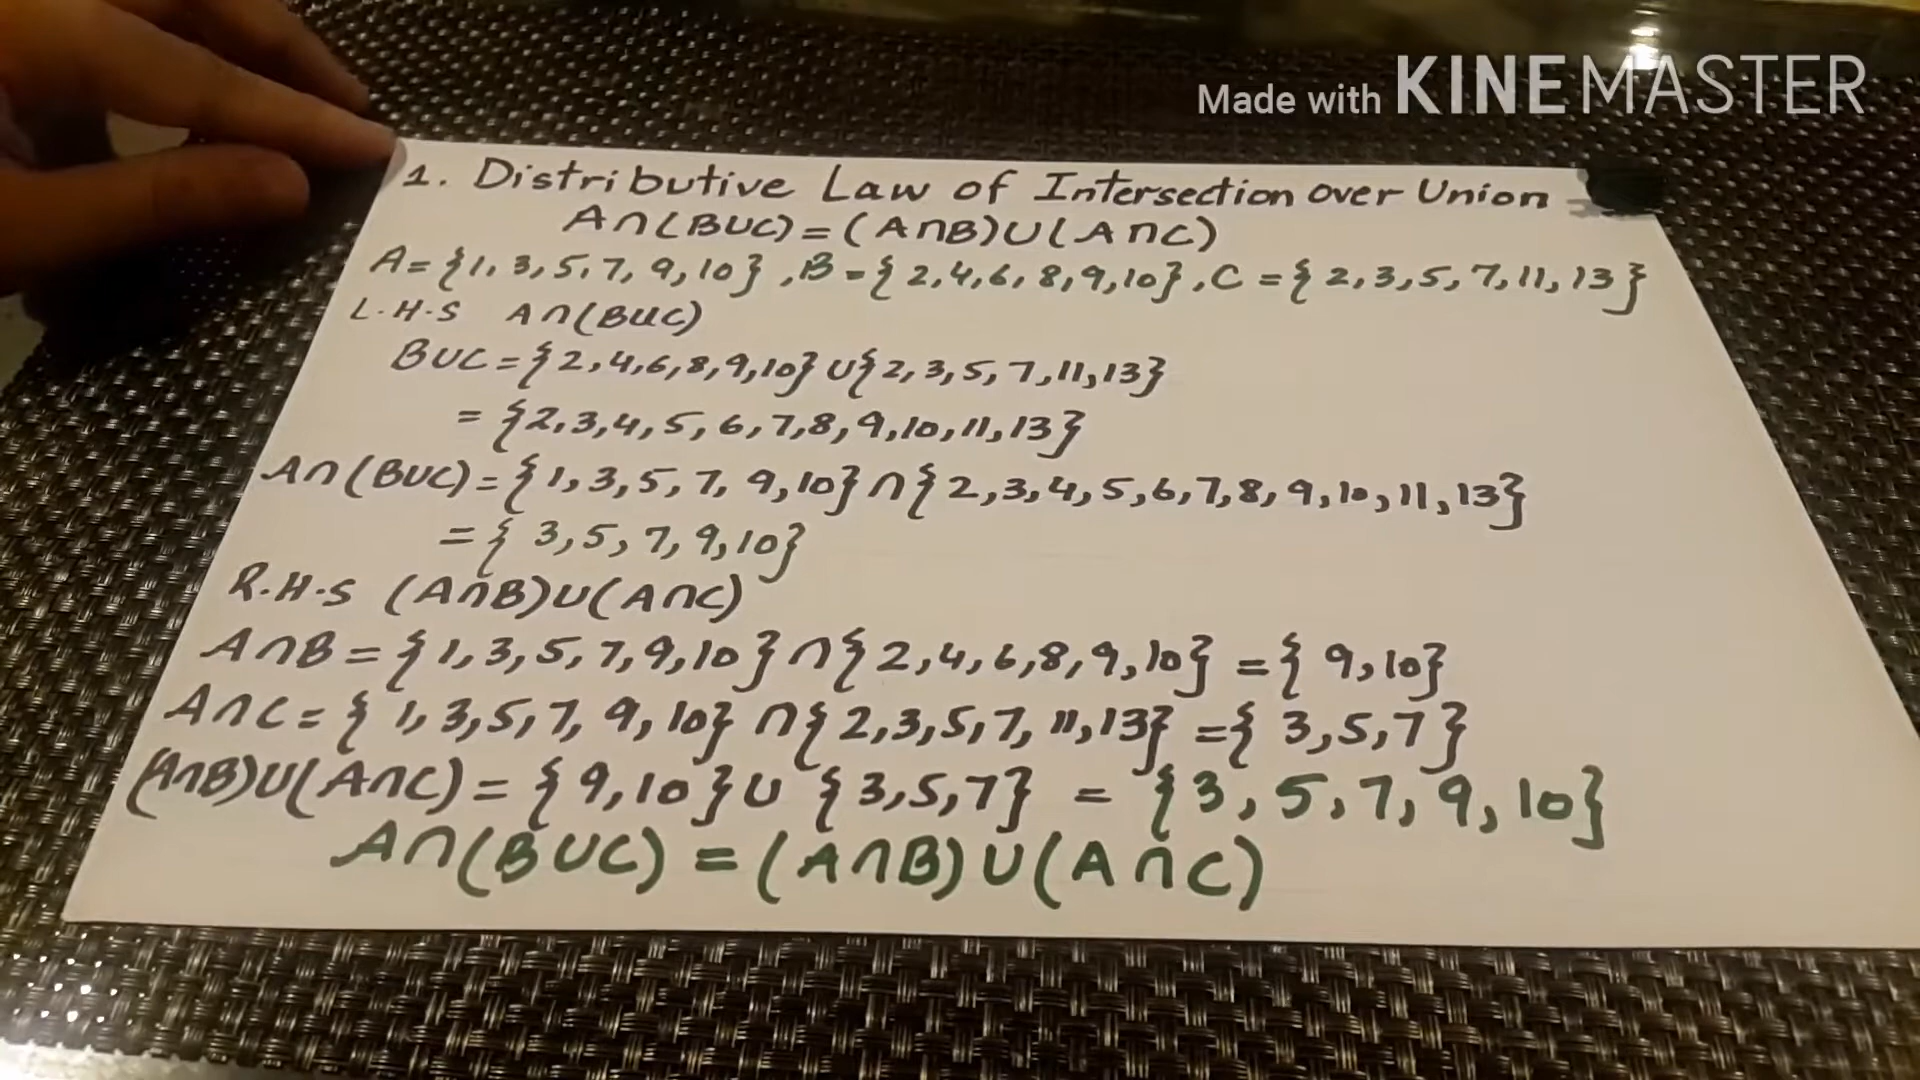 Made with KINEMASTER
1. Distributive Law of Intersection over Union
A∩(BUC)=(A∩B)U(A∩C)
A={1,3,5,7,9,10},B={2,4,6,8,9,10},C={2,3,5,7,11,13}
L.H.S A∩(BUC)
BUC={2,4,6,8,9,10}U{2,3,5,7,11,13}
={2,3,4,5,6,7,8,9,10,11,13}
A∩(BUC)={1,3,5,7,9,10}∩{2,3,4,5,6,7,8,9,10,11,13}
={3,5,7,9,10}
R.H.S (A∩B)U(A∩C)
A∩B={1,3,5,7,9,10}∩{2,4,6,8,9,10}={9,10}
A∩C={1,3,5,7,9,10}∩{2,3,5,7,11,13}={3,5,7}
(A∩B)U(A∩C)={9,10}U{3,5,7}={3,5,7,9,10}
A∩(BUC)=(A∩B)U(A∩C)